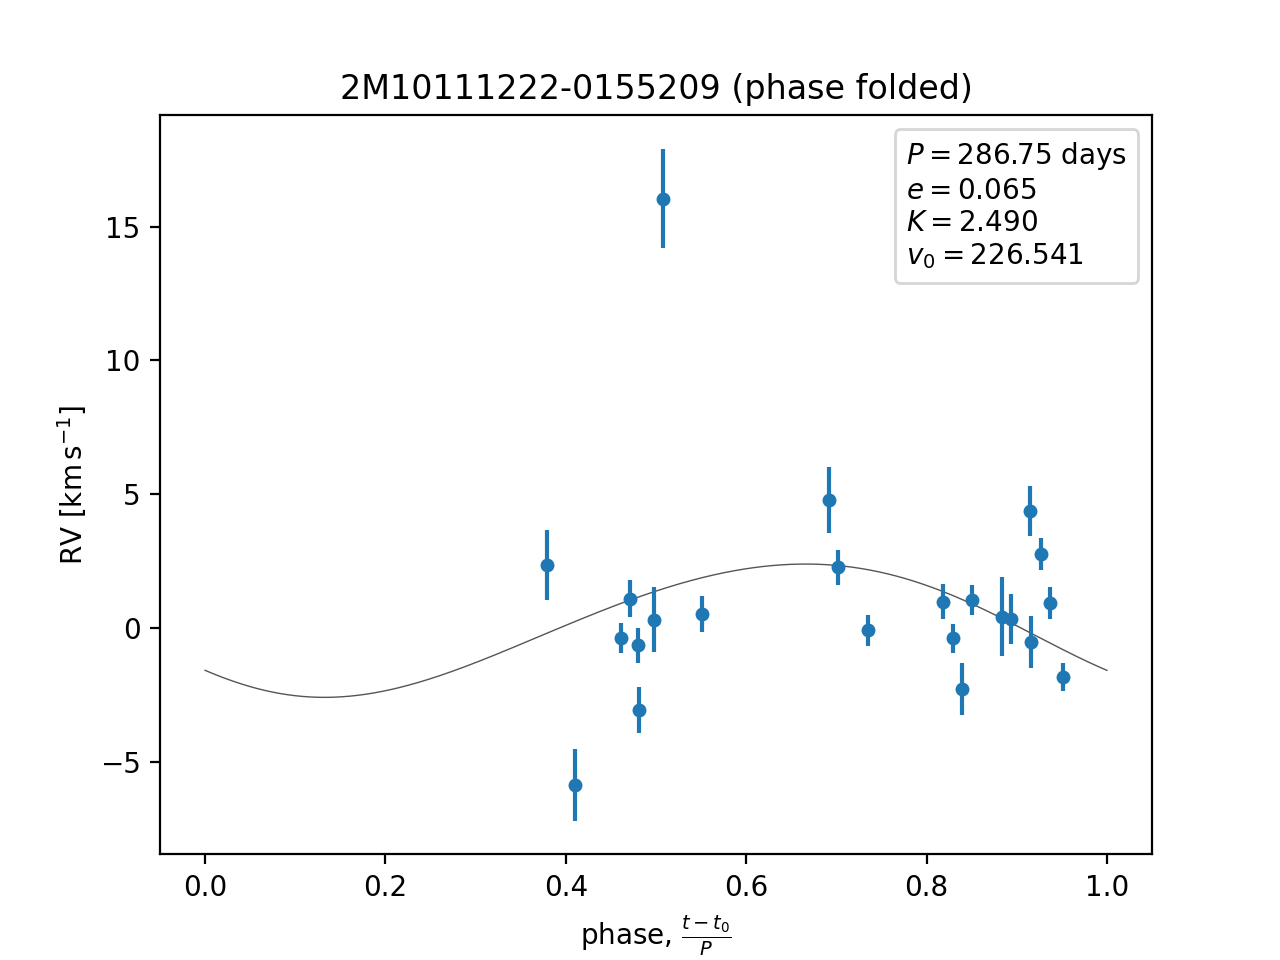 2M10111222-0155209 (phase folded)
P = 286.75 days
e = 0.065
K = 2.490
v₀ = 226.541
15
10
5
0
−5
RV [km s⁻¹]
0.0 0.2 0.4 0.6 0.8 1.0
phase, (t − t₀)/P